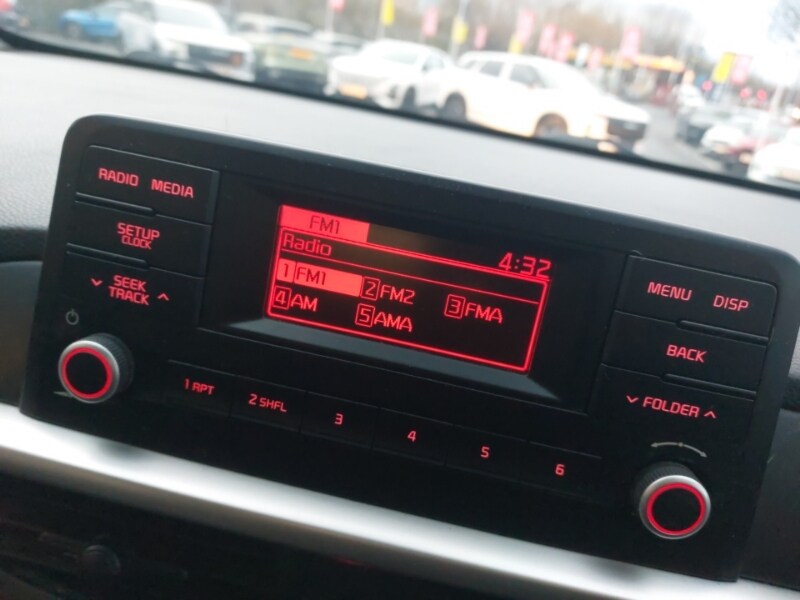 RADIO MEDIA
SETUP
CLOCK
SEEK
TRACK
FM1
4:32
Radio
1 FM1 2 FM2 3 FMA
4 AM 5 AMA
MENU DISP
BACK
FOLDER
1 RPT 2 SHFL 3 4 5 6